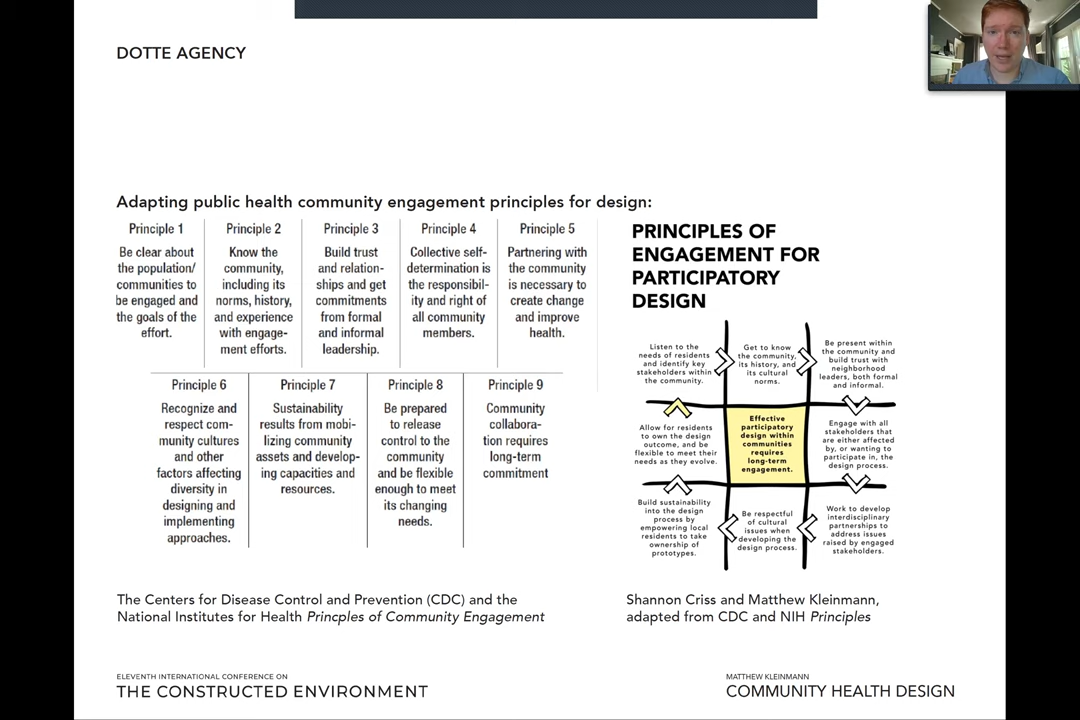 DOTTE AGENCY
Adapting public health community engagement principles for design:
Principle 1
Be clear about
the population/
communities to
be engaged and
the goals of the
effort.
Principle 2
Know the
community,
including its
norms, history,
and experience
with engage-
ment efforts.
Principle 3
Build trust
and relation-
ships and get
commitments
from formal
and informal
leadership.
Principle 4
Collective self-
determination is
the responsibil-
ity and right of
all community
members.
Principle 5
Partnering with
the community
is necessary to
create change
and improve
health.
Principle 6
Recognize and
respect com-
munity cultures
and other
factors affecting
diversity in
designing and
implementing
approaches.
Principle 7
Sustainability
results from mobi-
lizing community
assets and develop-
ing capacities and
resources.
Principle 8
Be prepared
to release
control to the
community
and be flexible
enough to meet
its changing
needs.
Principle 9
Community
collabora-
tion requires
long-term
commitment
The Centers for Disease Control and Prevention (CDC) and the
National Institutes for Health Princples of Community Engagement
PRINCIPLES OF
ENGAGEMENT FOR
PARTICIPATORY
DESIGN
Listen to the
needs of residents
and identify key
stakeholders within
the community.
Get to know
the community,
its history, and
its cultural
norms.
Be present within
the community and
build trust with
neighborhood
leaders, both formal
and informal.
Allow for residents
to own the design
outcome, and be
flexible to meet their
needs as they evolve.
Effective
participatory
design within
communities
requires
long-term
engagement.
Engage with all
stakeholders that
are either affected
by, or wanting to
participate in, the
design process.
Build sustainability
into the design
process by
empowering local
residents to take
ownership of
prototypes.
Be respectful
of cultural
issues when
developing the
design process.
Work to develop
interdisciplinary
partnerships to
address issues
raised by engaged
stakeholders.
Shannon Criss and Matthew Kleinmann,
adapted from CDC and NIH Principles
ELEVENTH INTERNATIONAL CONFERENCE ON
THE CONSTRUCTED ENVIRONMENT
MATTHEW KLEINMANN
COMMUNITY HEALTH DESIGN